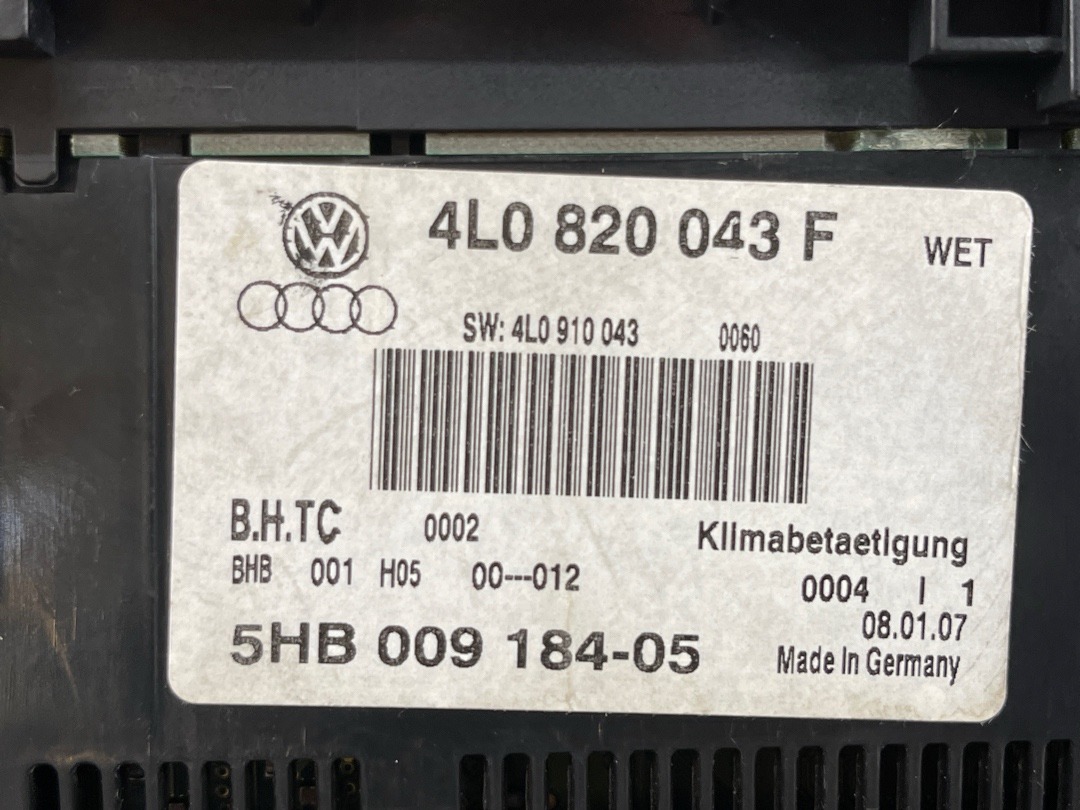 4L0 820 043 F WET
SW: 4L0 910 043 0060
B.H.TC 0002 Klimabetaetigung
BHB 001 H05 00---012 0004 I 1
08.01.07
5HB 009 184-05 Made In Germany